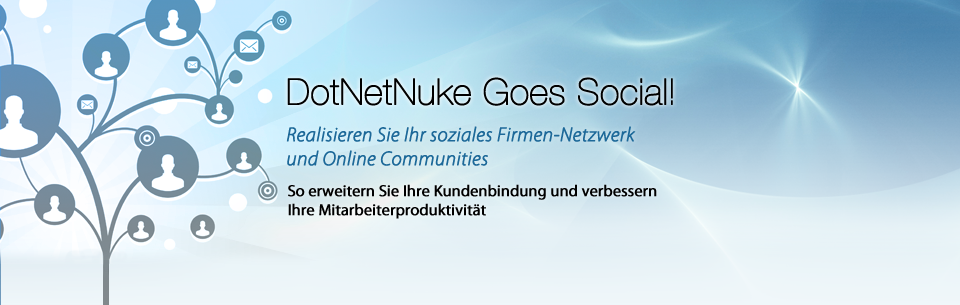 DotNetNuke Goes Social!
Realisieren Sie Ihr soziales Firmen-Netzwerk
und Online Communities
So erweitern Sie Ihre Kundenbindung und verbessern
Ihre Mitarbeiterproduktivität